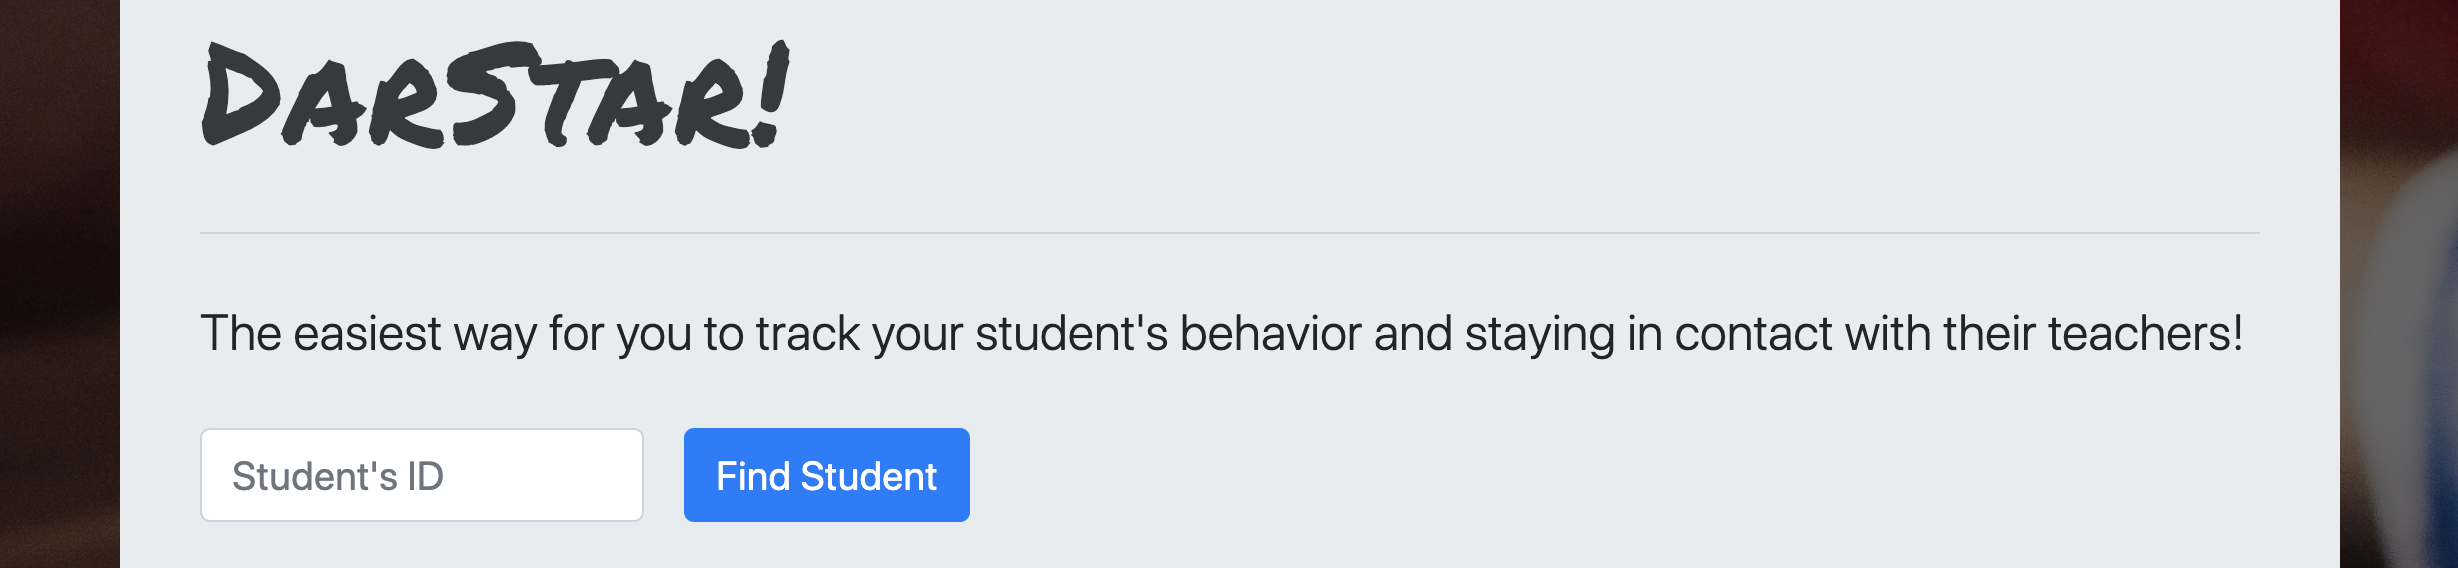 DarStar!
The easiest way for you to track your student's behavior and staying in contact with their teachers!
Student's ID
Find Student